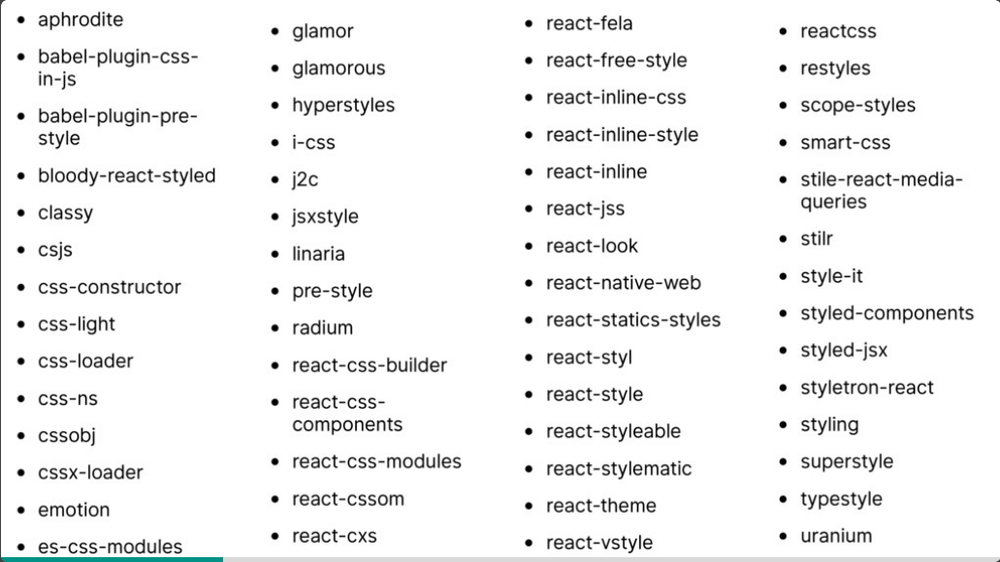 aphrodite
babel-plugin-css-
in-js
babel-plugin-pre-
style
bloody-react-styled
classy
csjs
css-constructor
css-light
css-loader
css-ns
cssobj
cssx-loader
emotion
es-css-modules
glamor
glamorous
hyperstyles
i-css
j2c
jsxstyle
linaria
pre-style
radium
react-css-builder
react-css-
components
react-css-modules
react-cssom
react-cxs
react-fela
react-free-style
react-inline-css
react-inline-style
react-inline
react-jss
react-look
react-native-web
react-statics-styles
react-styl
react-style
react-styleable
react-stylematic
react-theme
react-vstyle
reactcss
restyles
scope-styles
smart-css
stile-react-media-
queries
stilr
style-it
styled-components
styled-jsx
styletron-react
styling
superstyle
typestyle
uranium